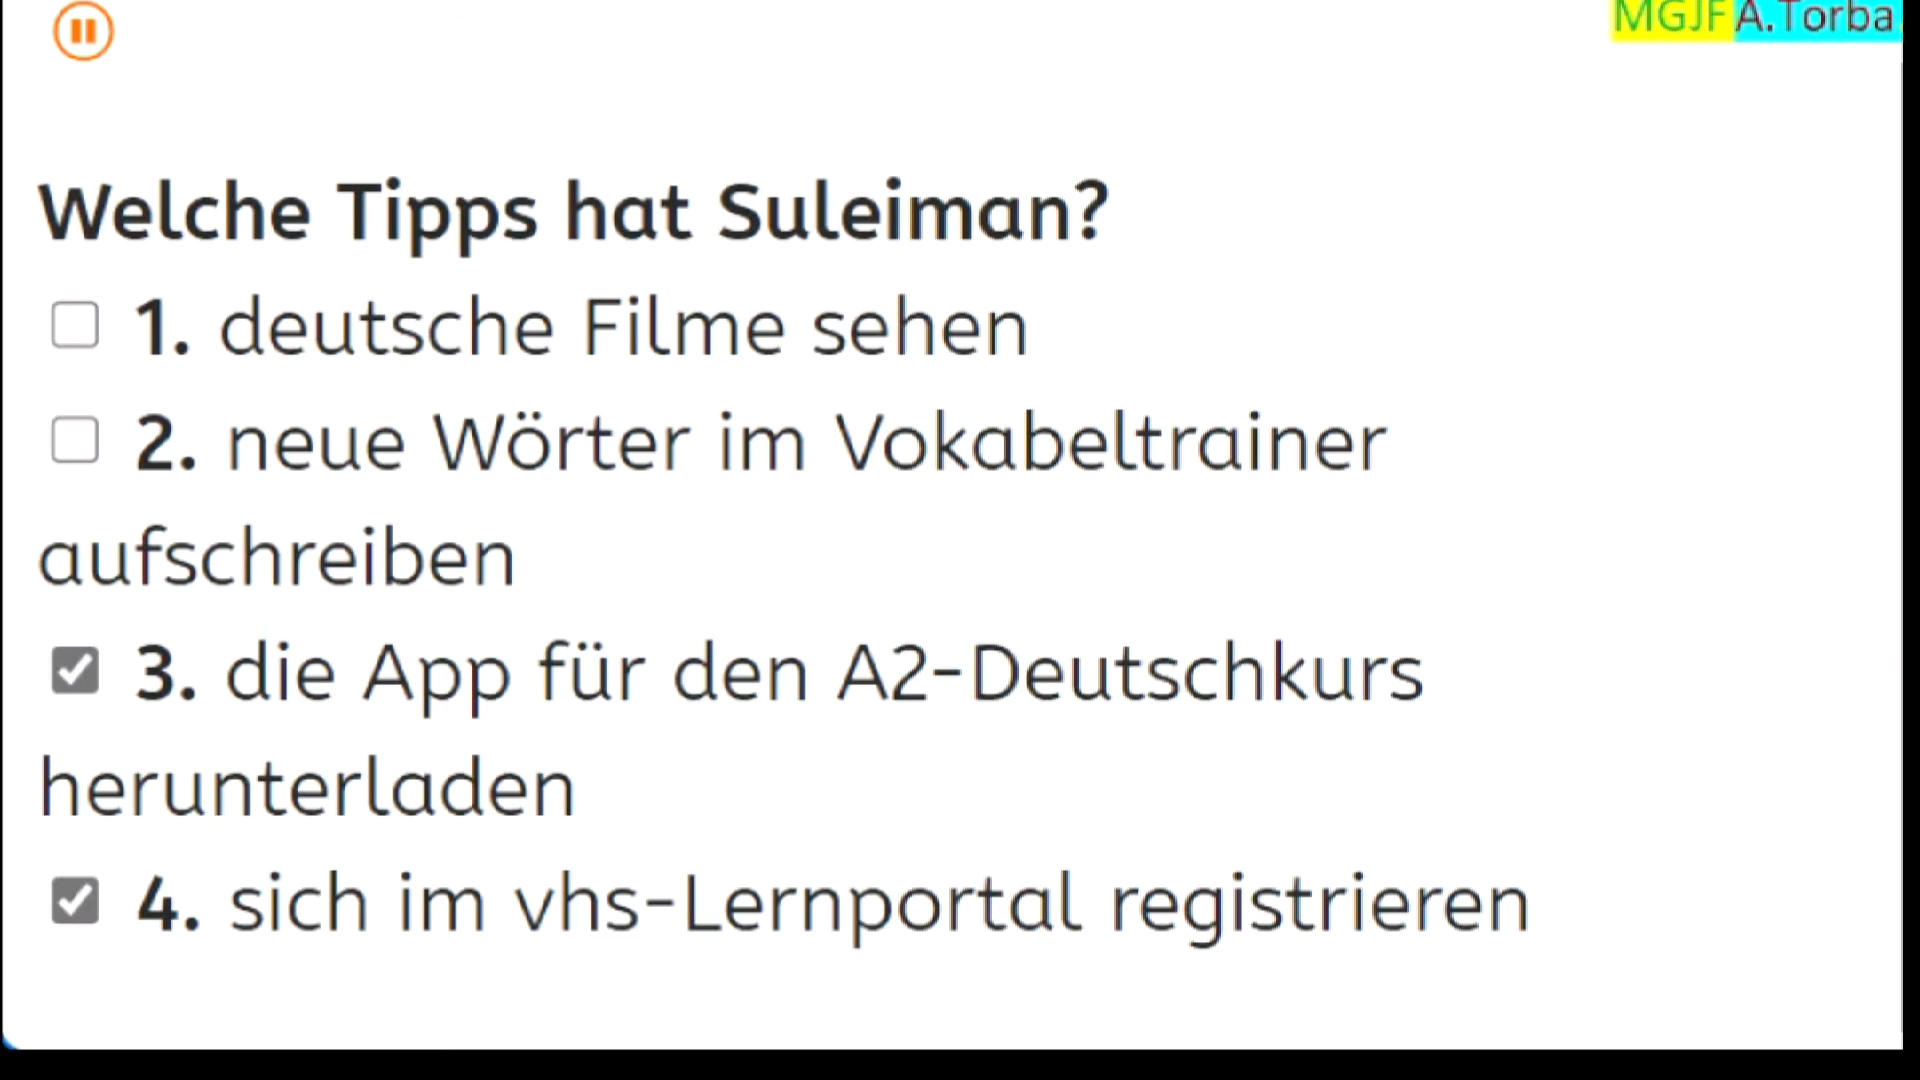 MGJF A.Torba
Welche Tipps hat Suleiman?
1. deutsche Filme sehen
2. neue Wörter im Vokabeltrainer
aufschreiben
3. die App für den A2-Deutschkurs
herunterladen
4. sich im vhs-Lernportal registrieren